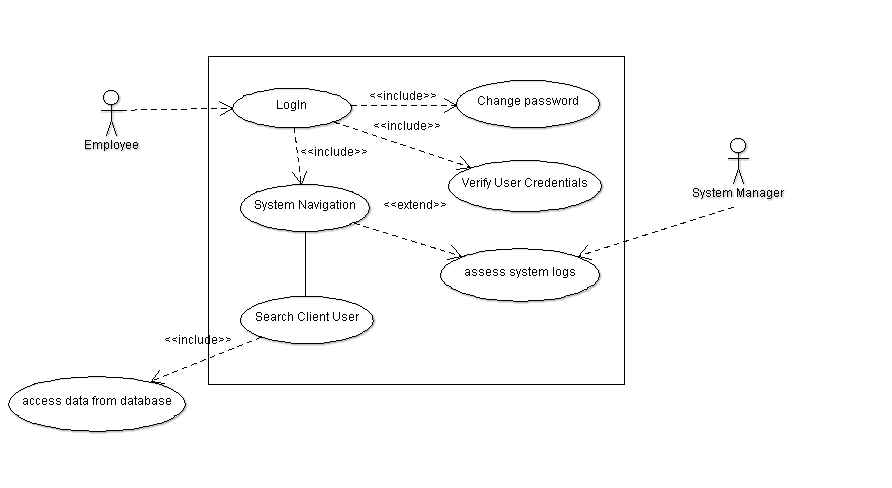 LogIn
<<include>>
Change password
<<include>>
Employee
<<include>>
Verify User Credentials
System Manager
System Navigation
<<extend>>
assess system logs
Search Client User
<<include>>
access data from database